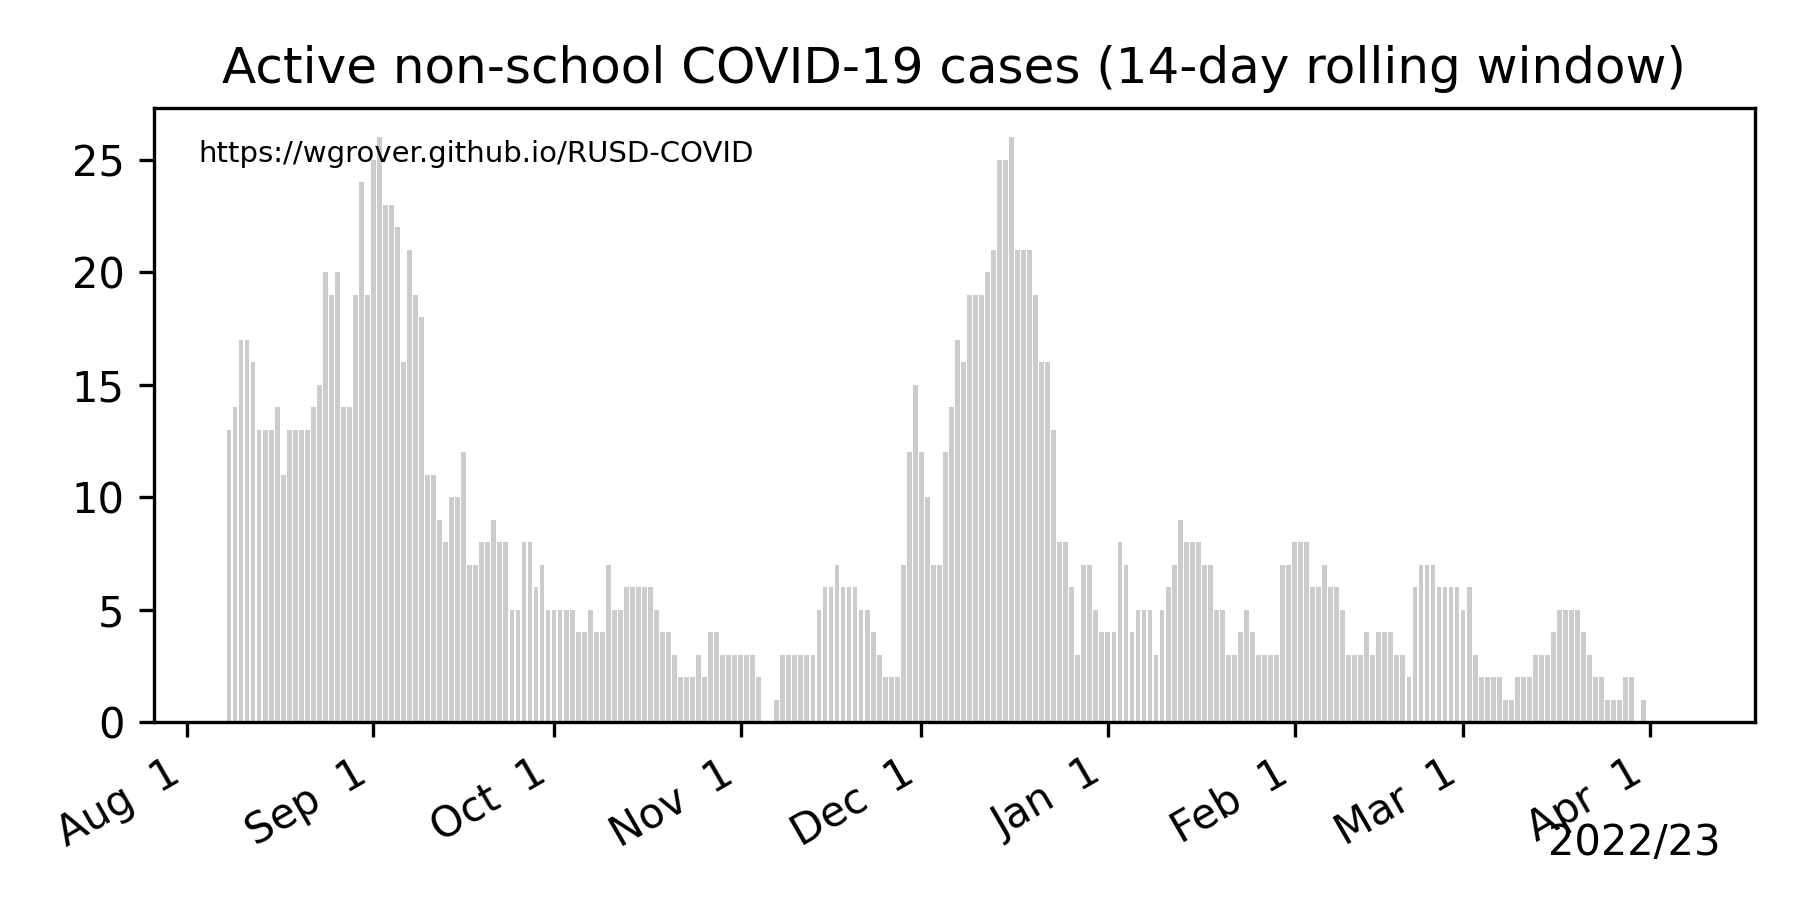 Active non-school COVID-19 cases (14-day rolling window)
https://wgrover.github.io/RUSD-COVID
25
20
15
10
5
0
Aug 1
Sep 1
Oct 1
Nov 1
Dec 1
Jan 1
Feb 1
Mar 1
Apr 1
2022/23